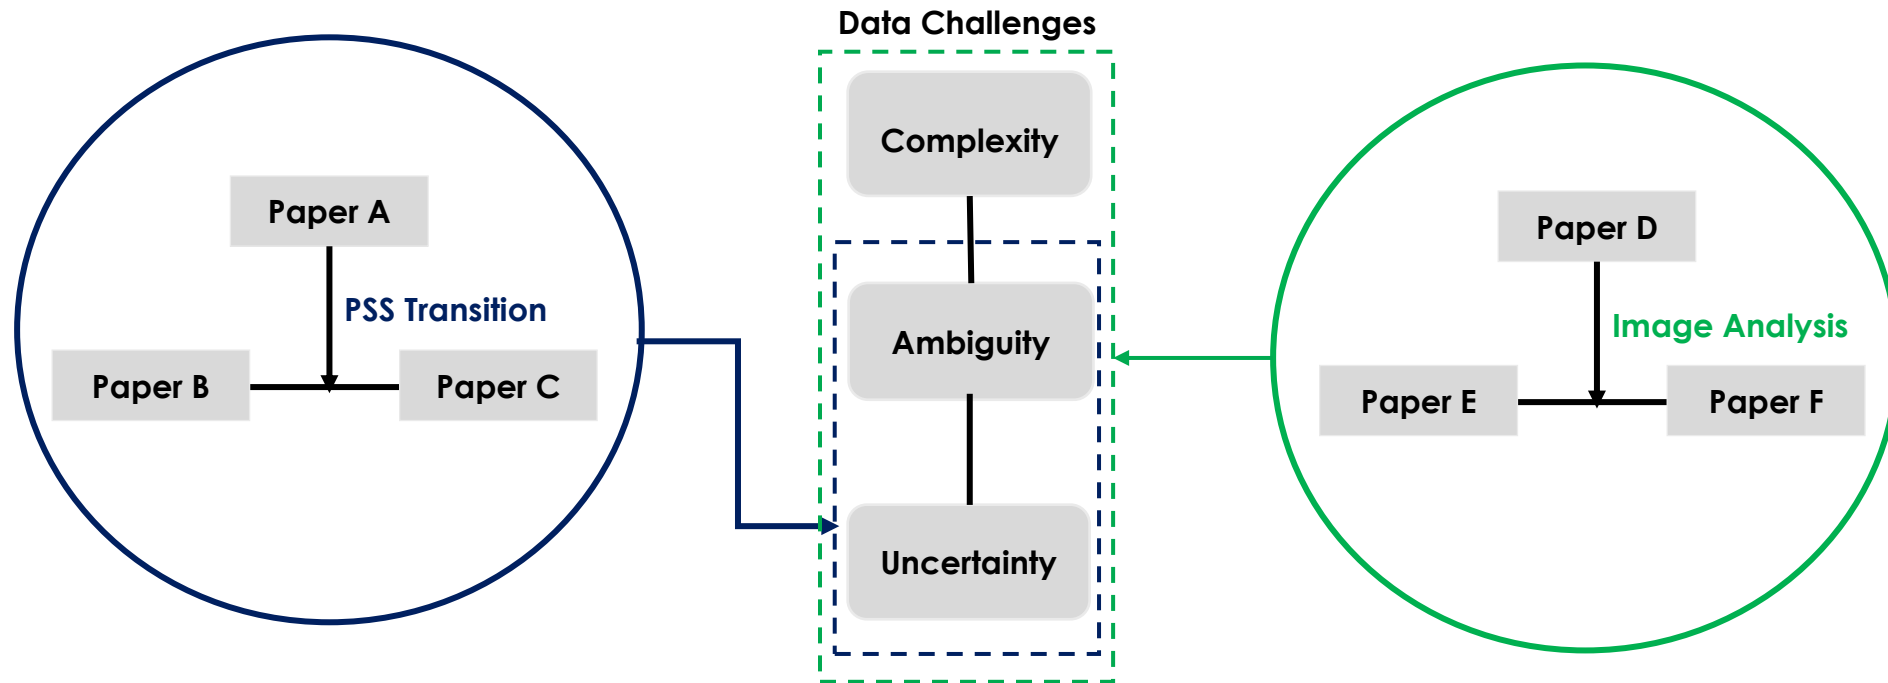 Data Challenges
Paper A
PSS Transition
Paper B
Paper C
Complexity
Ambiguity
Uncertainty
Paper D
Image Analysis
Paper E
Paper F